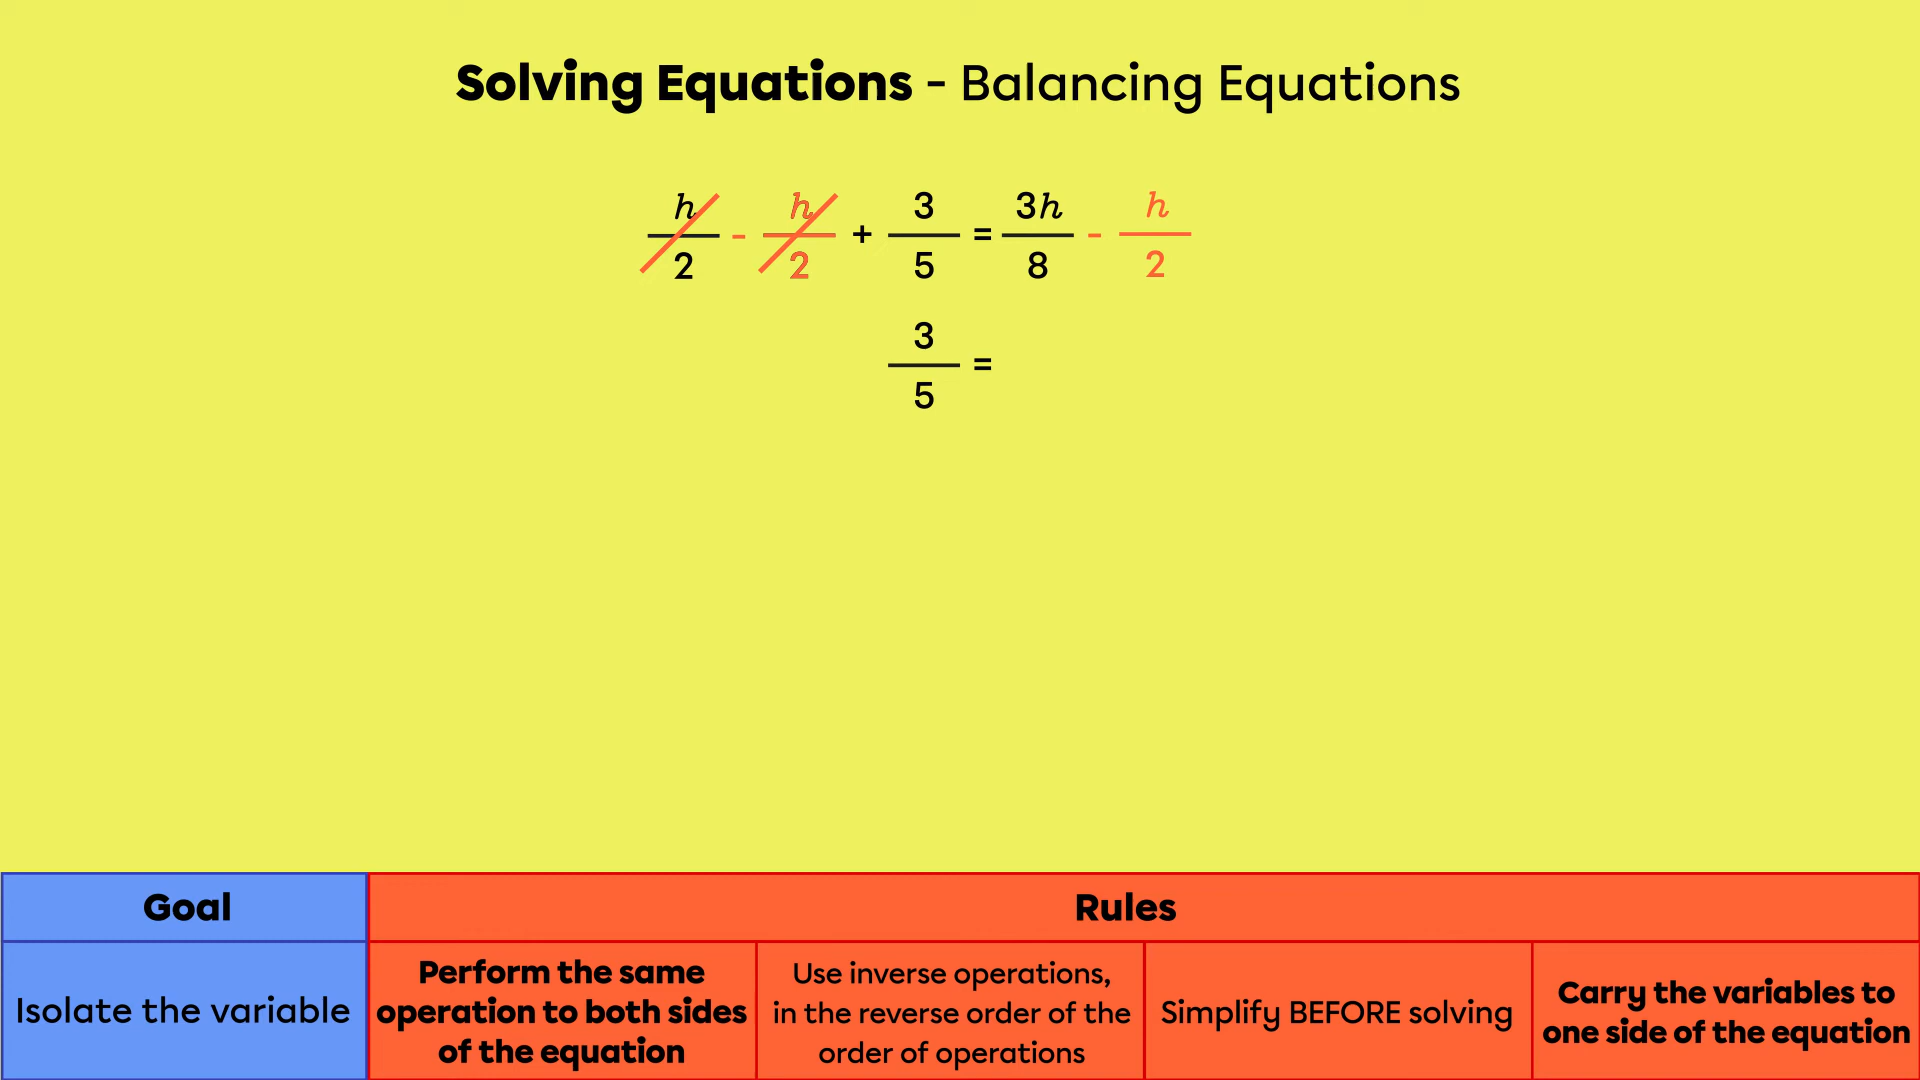 Solving Equations - Balancing Equations
h/2 - h/2 + 3/5 = 3h/8 - h/2
3/5 =
Goal
Rules
Isolate the variable
Perform the same
operation to both sides
of the equation
Use inverse operations,
in the reverse order of the
order of operations
Simplify BEFORE solving
Carry the variables to
one side of the equation